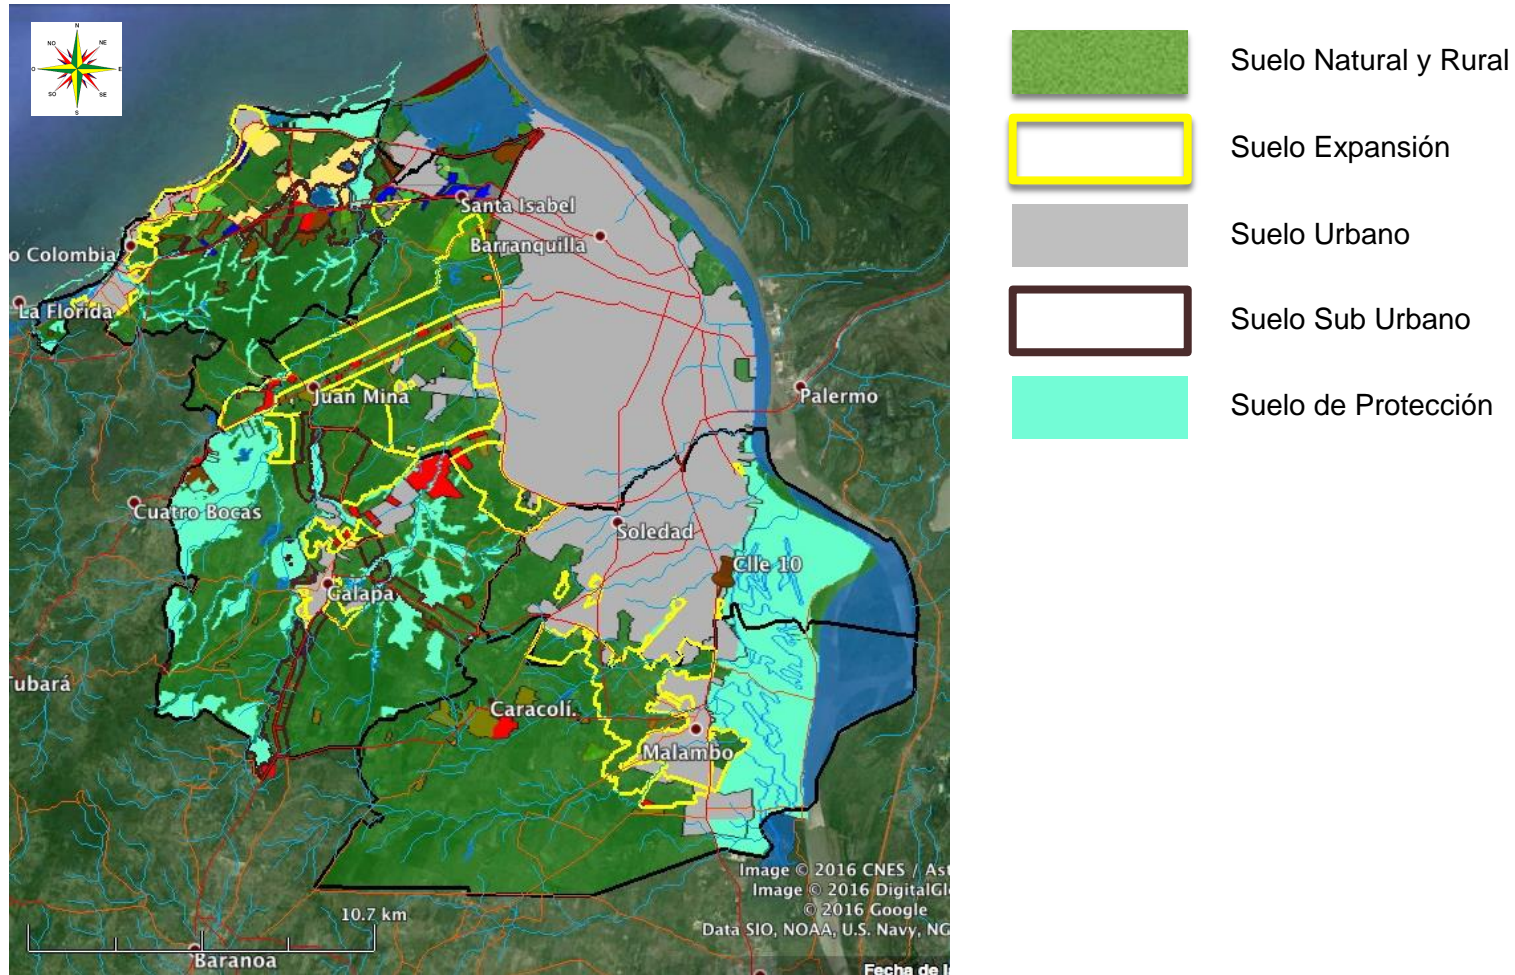 N
NO
NE
O
E
SO
SE
S
Santa Isabel
Barranquilla
o Colombia
La Florida
Juan Mina
Palermo
Cuatro Bocas
Soledad
Clle 10
Galapa
Tubará
Caracolí.
Malambo
Image © 2016 CNES / Ast
Image © 2016 DigitalGl
© 2016 Google
Data SIO, NOAA, U.S. Navy, NG
10.7 km
Baranoa
Fecha de l
Suelo Natural y Rural
Suelo Expansión
Suelo Urbano
Suelo Sub Urbano
Suelo de Protección